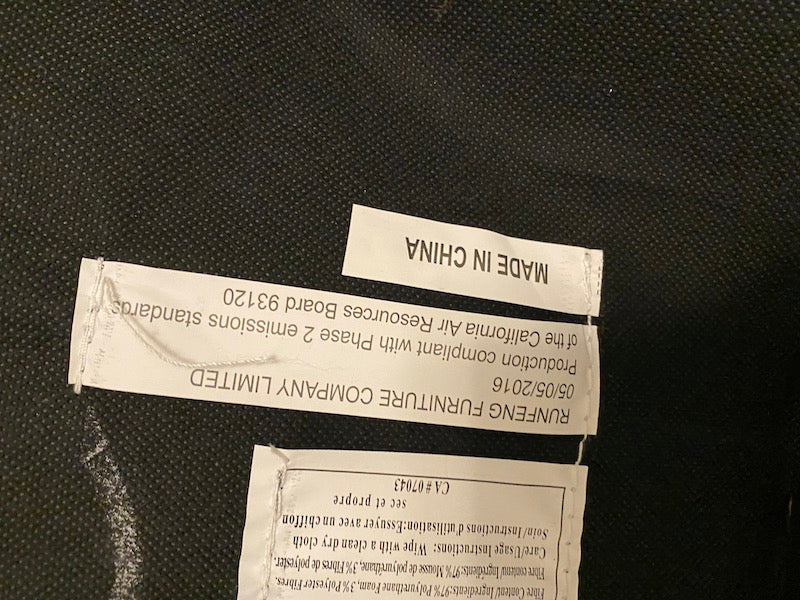 Fibre Content/ Ingredients:97% Polyurethane Foam, 3% Polyester Fibres.
Fibre contenu/ Ingrédients:97% Mousse de polyuréthane, 3% Fibres de polyester.
Care/Usage Instructions: Wipe with a clean dry cloth
Soin/Instructions d'utilisation:Essuyer avec un chiffon
sec et propre
CA # 07043
RUNFENG FURNITURE COMPANY LIMITED
05/05/2016
Production compliant with Phase 2 emissions standards
of the California Air Resources Board 93120
MADE IN CHINA